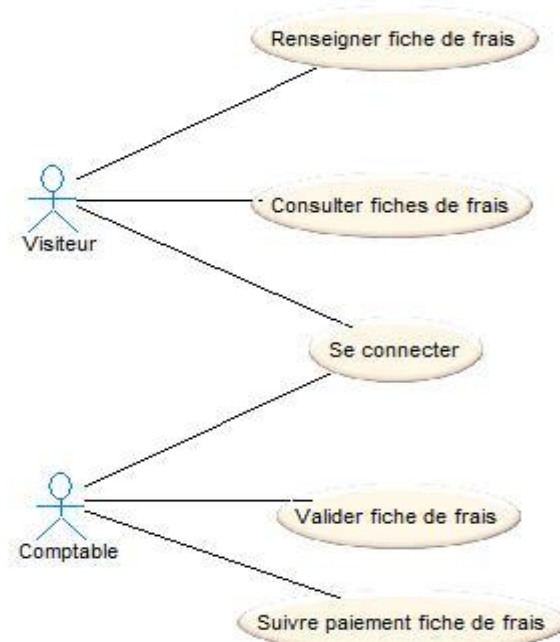 Renseigner fiche de frais
Consulter fiches de frais
Visiteur
Se connecter
Valider fiche de frais
Comptable
Suivre paiement fiche de frais